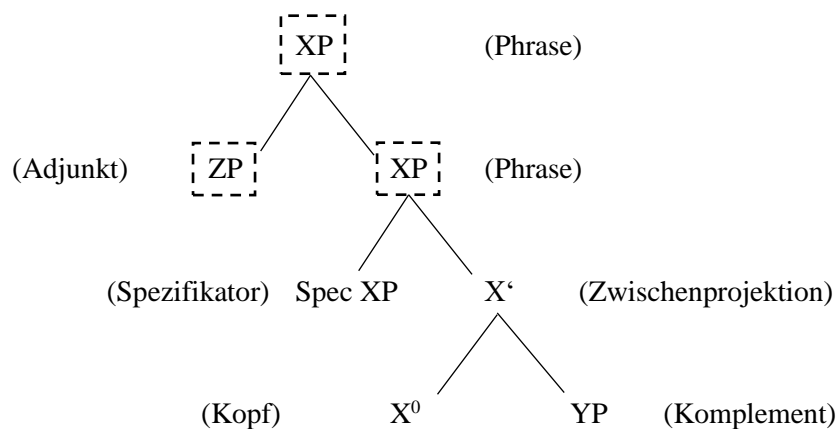 XP (Phrase)
(Adjunkt) ZP XP (Phrase)
(Spezifikator) Spec XP X‘ (Zwischenprojektion)
(Kopf) X⁰ YP (Komplement)